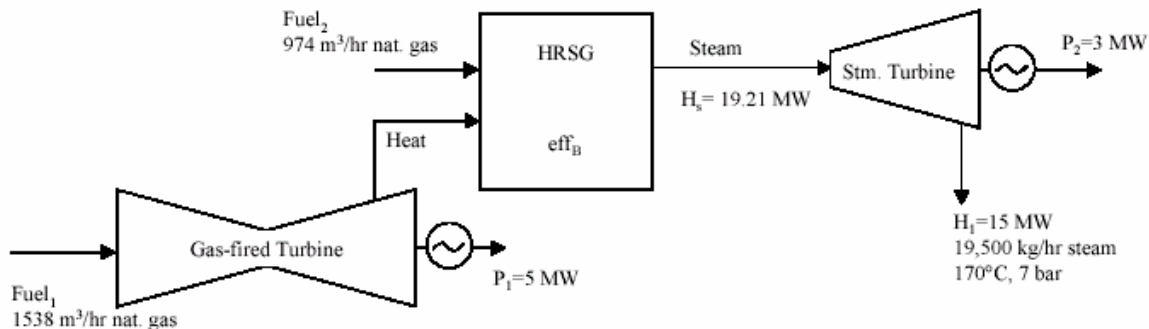 Fuel₂
974 m³/hr nat. gas
HRSG
eff_B
Heat
Steam
H_s= 19.21 MW
Stm. Turbine
P₂=3 MW
H₁=15 MW
19,500 kg/hr steam
170°C, 7 bar
Gas-fired Turbine
P₁=5 MW
Fuel₁
1538 m³/hr nat. gas